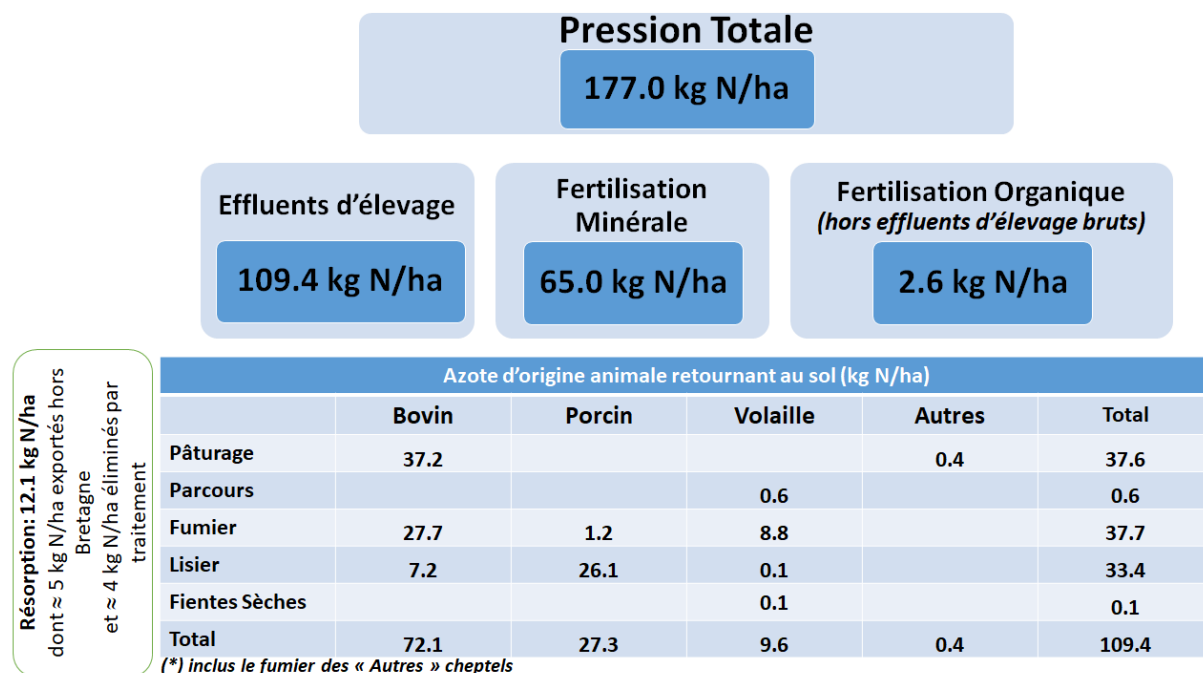 Pression Totale
177.0 kg N/ha
Effluents d'élevage
109.4 kg N/ha
Fertilisation
Minérale
65.0 kg N/ha
Fertilisation Organique
(hors effluents d'élevage bruts)
2.6 kg N/ha
Résorption: 12.1 kg N/ha
dont ≈ 5 kg N/ha exportés hors
Bretagne
et ≈ 4 kg N/ha éliminés par
traitement
Azote d'origine animale retournant au sol (kg N/ha)
Bovin Porcin Volaille Autres Total
Pâturage 37.2 0.4 37.6
Parcours 0.6 0.6
Fumier 27.7 1.2 8.8 37.7
Lisier 7.2 26.1 0.1 33.4
Fientes Sèches 0.1 0.1
Total 72.1 27.3 9.6 0.4 109.4
(*) inclus le fumier des « Autres » cheptels